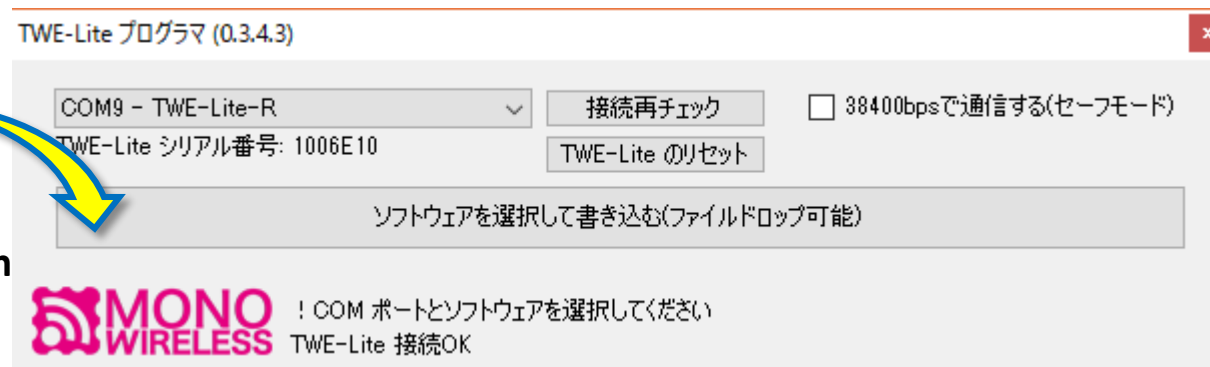 TWE-Lite プログラマ (0.3.4.3)
COM9 - TWE-Lite-R
接続再チェック
38400bpsで通信する(セーフモード)
TWE-Lite シリアル番号: 1006E10
TWE-Lite のリセット
ソフトウェアを選択して書き込む(ファイルドロップ可能)
n
MONO
WIRELESS
! COM ポートとソフトウェアを選択してください
TWE-Lite 接続OK